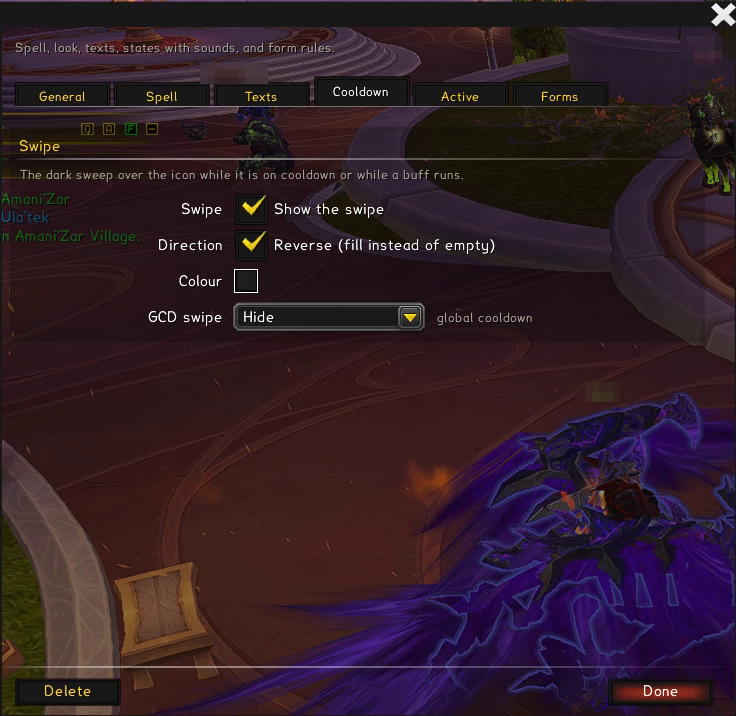 Spell, look, texts, states with sounds, and form rules.
General Spell Texts Cooldown Active Forms
Q A F
Swipe
The dark sweep over the icon while it is on cooldown or while a buff runs.
Amani'Zar
Swipe Show the swipe
Ula'tek
n Amani'Zar Village.
Direction Reverse (fill instead of empty)
Colour
GCD swipe Hide global cooldown
Delete Done